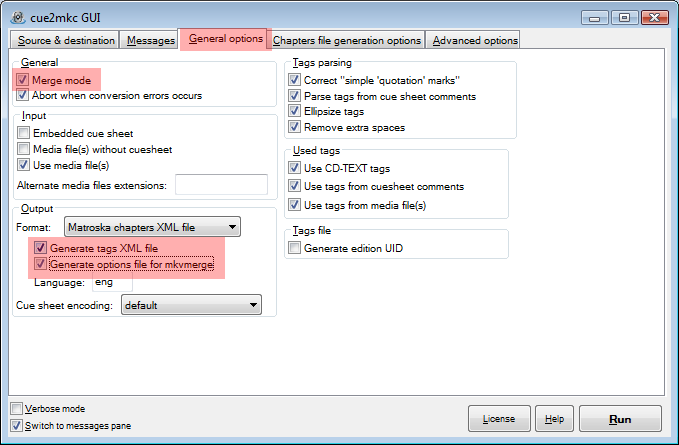 cue2mkc GUI
Source & destination
Messages
General options
Chapters file generation options
Advanced options
General
Merge mode
Abort when conversion errors occurs
Input
Embedded cue sheet
Media file(s) without cuesheet
Use media file(s)
Alternate media files extensions:
Output
Format: Matroska chapters XML file
Generate tags XML file
Generate options file for mkvmerge
Language: eng
Cue sheet encoding: default
Tags parsing
Correct "simple 'quotation' marks"
Parse tags from cue sheet comments
Ellipsize tags
Remove extra spaces
Used tags
Use CD-TEXT tags
Use tags from cuesheet comments
Use tags from media file(s)
Tags file
Generate edition UID
Verbose mode
Switch to messages pane
License
Help
Run